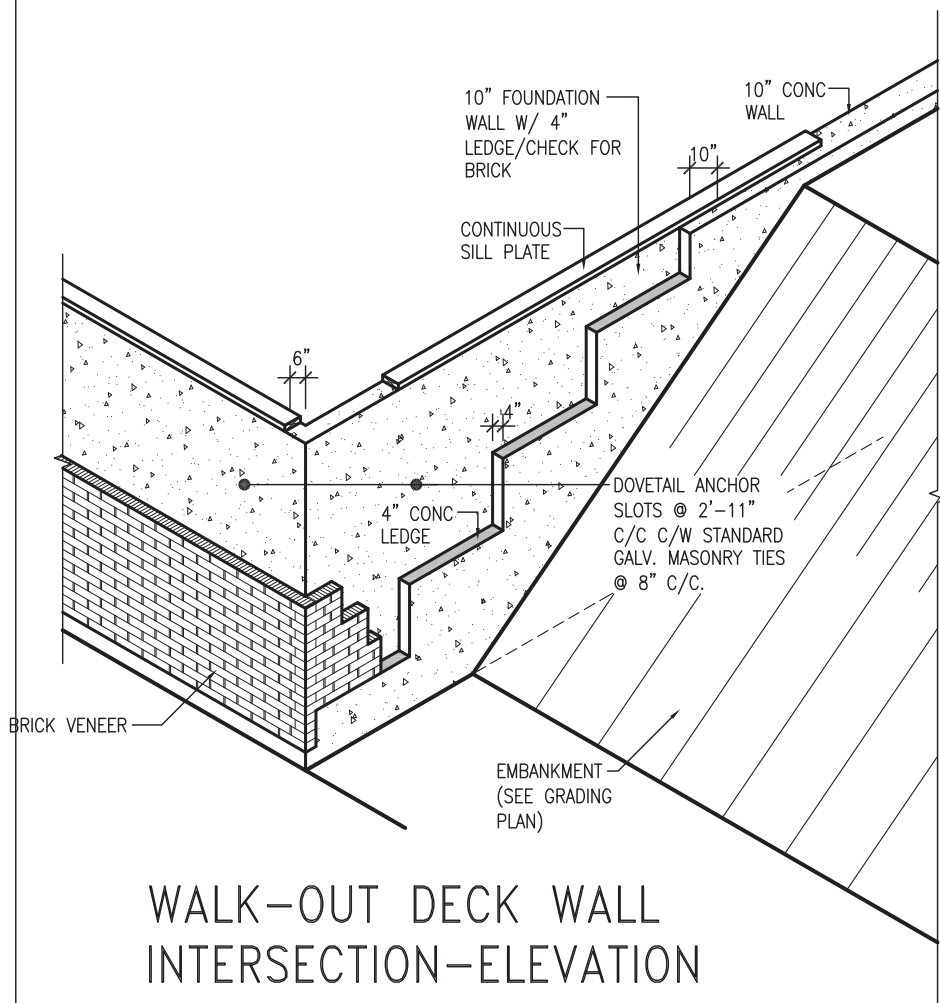 10" FOUNDATION
WALL W/ 4"
LEDGE/CHECK FOR
BRICK
10" CONC
WALL
10"
CONTINUOUS
SILL PLATE
6"
4"
4" CONC
LEDGE
DOVETAIL ANCHOR
SLOTS @ 2'-11"
C/C C/W STANDARD
GALV. MASONRY TIES
@ 8" C/C.
BRICK VENEER
EMBANKMENT
(SEE GRADING
PLAN)
WALK-OUT DECK WALL
INTERSECTION-ELEVATION